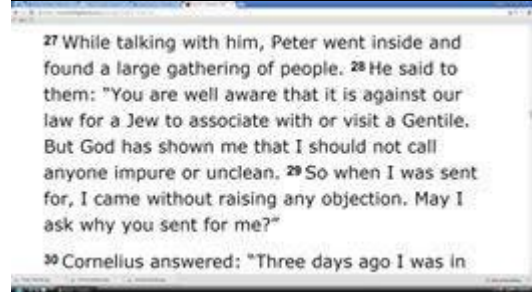 27 While talking with him, Peter went inside and
found a large gathering of people. 28 He said to
them: “You are well aware that it is against our
law for a Jew to associate with or visit a Gentile.
But God has shown me that I should not call
anyone impure or unclean. 29 So when I was sent
for, I came without raising any objection. May I
ask why you sent for me?”
30 Cornelius answered: “Three days ago I was in